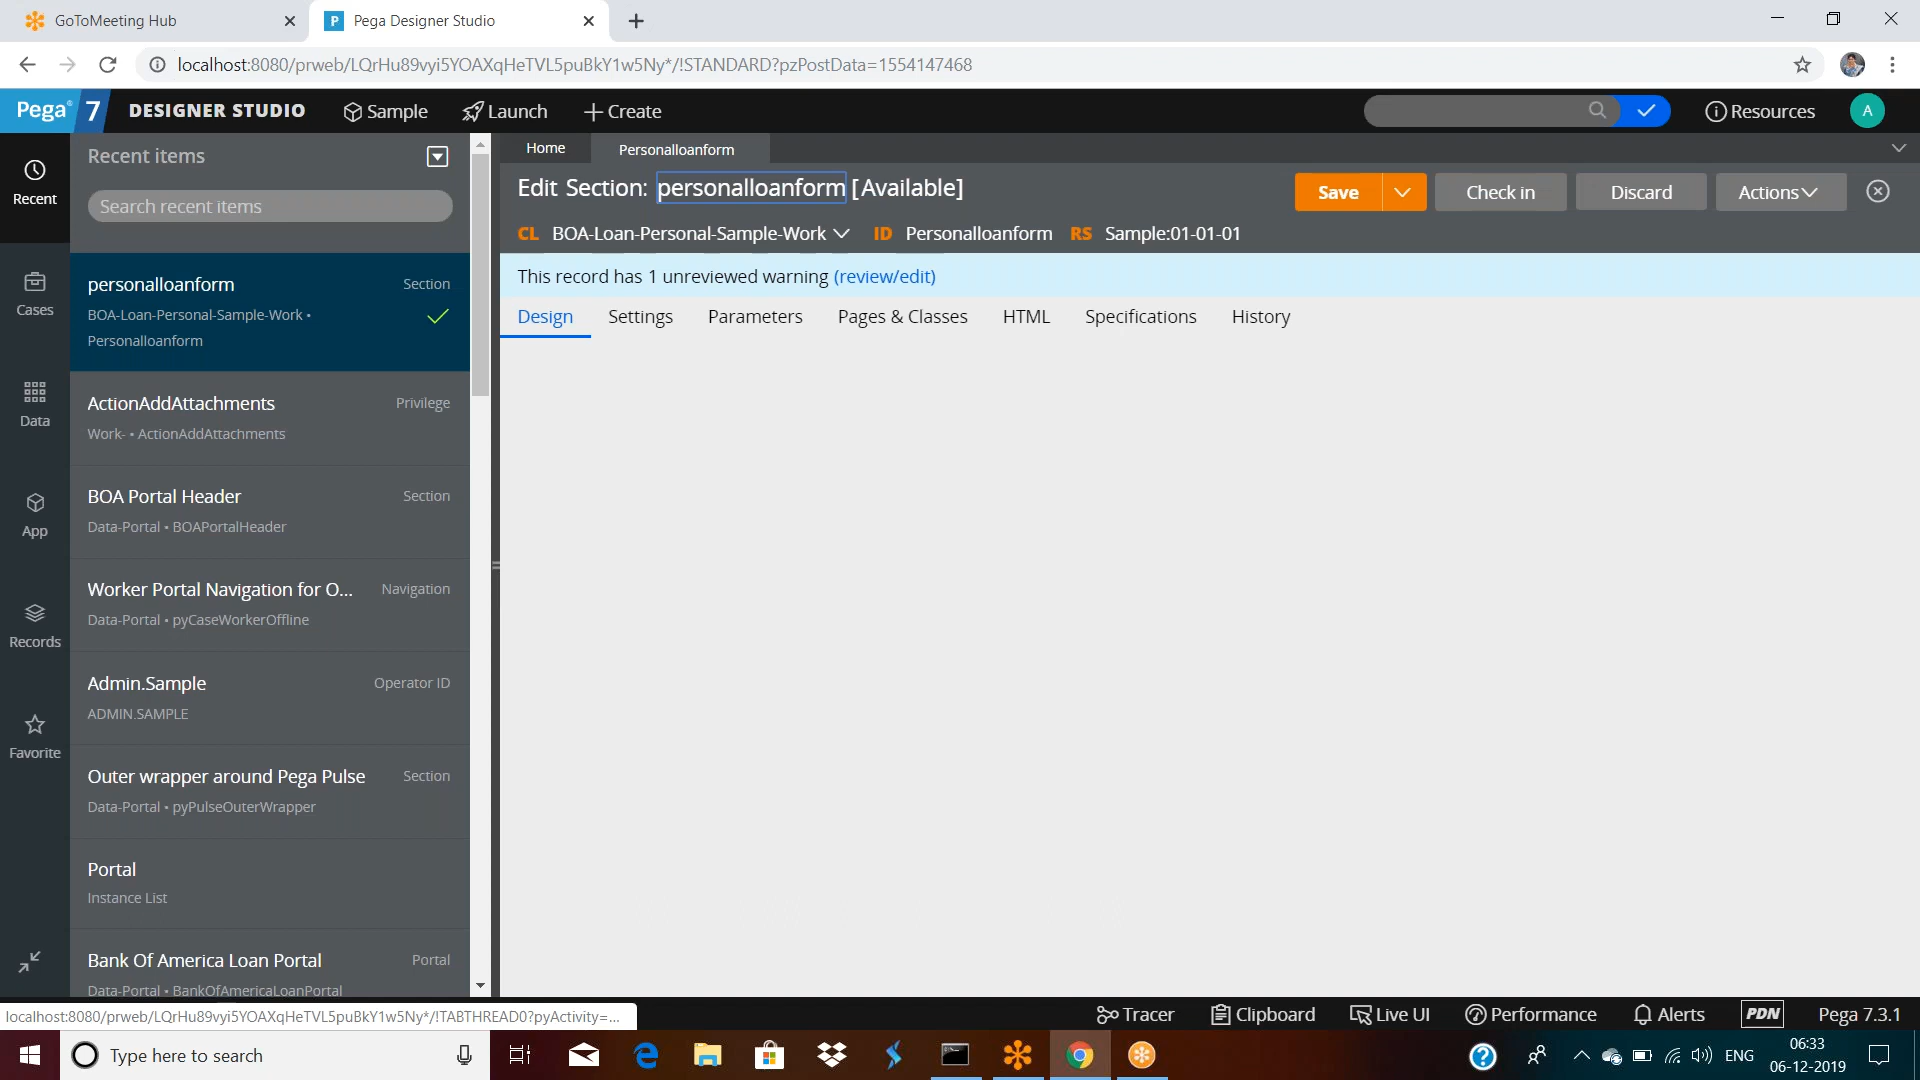 GoToMeeting Hub
Pega Designer Studio
localhost:8080/prweb/LQrHu89vyi5YOAXqHeTVL5puBkY1w5Ny*/!STANDARD?pzPostData=1554147468
Pega 7 DESIGNER STUDIO Sample Launch Create Resources A
Recent
Cases
Data
App
Records
Favorite
Recent items
Search recent items
personalloanform Section
BOA-Loan-Personal-Sample-Work •
Personalloanform
ActionAddAttachments Privilege
Work- • ActionAddAttachments
BOA Portal Header Section
Data-Portal • BOAPortalHeader
Worker Portal Navigation for O... Navigation
Data-Portal • pyCaseWorkerOffline
Admin.Sample Operator ID
ADMIN.SAMPLE
Outer wrapper around Pega Pulse Section
Data-Portal • pyPulseOuterWrapper
Portal
Instance List
Bank Of America Loan Portal Portal
Data-Portal • BankOfAmericaLoanPortal
Home Personalloanform
Edit Section: personalloanform [Available] Save Check in Discard Actions
CL BOA-Loan-Personal-Sample-Work ID Personalloanform RS Sample:01-01-01
This record has 1 unreviewed warning (review/edit)
Design Settings Parameters Pages & Classes HTML Specifications History
localhost:8080/prweb/LQrHu89vyi5YOAXqHeTVL5puBkY1w5Ny*/!TABTHREAD0?pyActivity=...
Tracer Clipboard Live UI Performance Alerts PDN Pega 7.3.1
Type here to search
ENG
06:33
06-12-2019